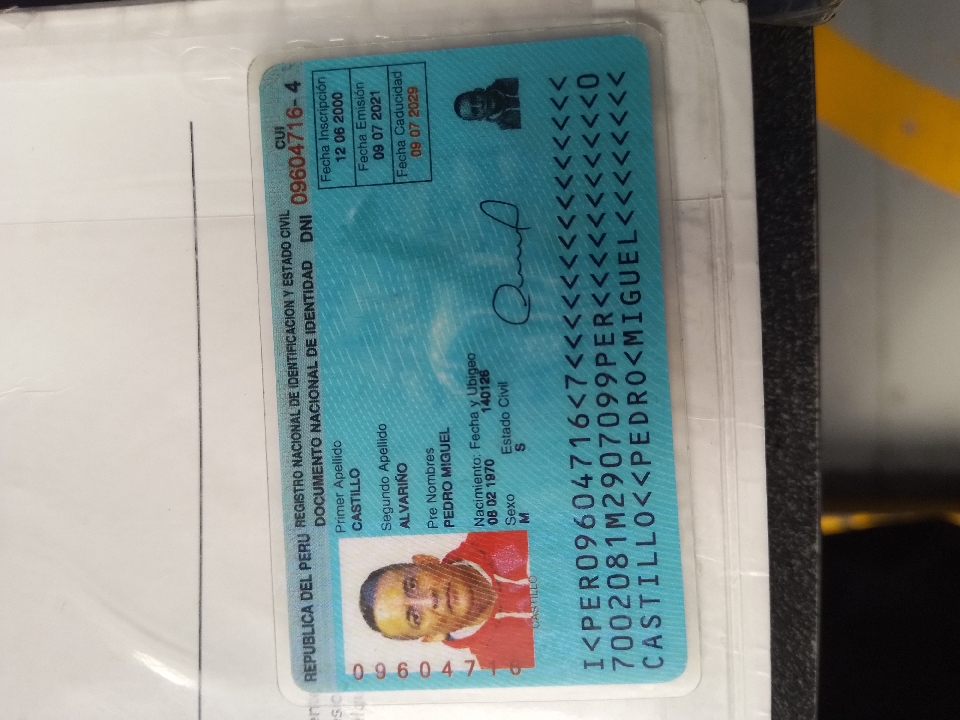 REPUBLICA DEL PERU REGISTRO NACIONAL DE IDENTIFICACION Y ESTADO CIVIL
CUI
DOCUMENTO NACIONAL DE IDENTIDAD DNI 09604716-4
Primer Apellido
CASTILLO
Segundo Apellido
ALVARIÑO
Pre Nombres
PEDRO MIGUEL
Nacimiento: Fecha y Ubigeo
08 02 1970 140126
Sexo Estado Civil
M S
Fecha Inscripción
12 06 2000
Fecha Emisión
09 07 2021
Fecha Caducidad
09 07 2029
CASTILLO
09604716
I<PER09604716<7<<<<<<<<<<<<<<<
7002081M2907099PER<<<<<<<<<<<0
CASTILLO<<PEDRO<MIGUEL<<<<<<<<